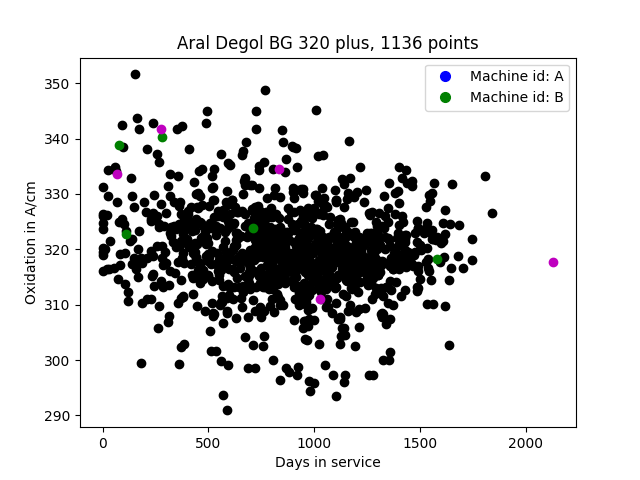 Aral Degol BG 320 plus, 1136 points
Machine id: A
Machine id: B
Oxidation in A/cm
350
340
330
320
310
300
290
0 500 1000 1500 2000
Days in service